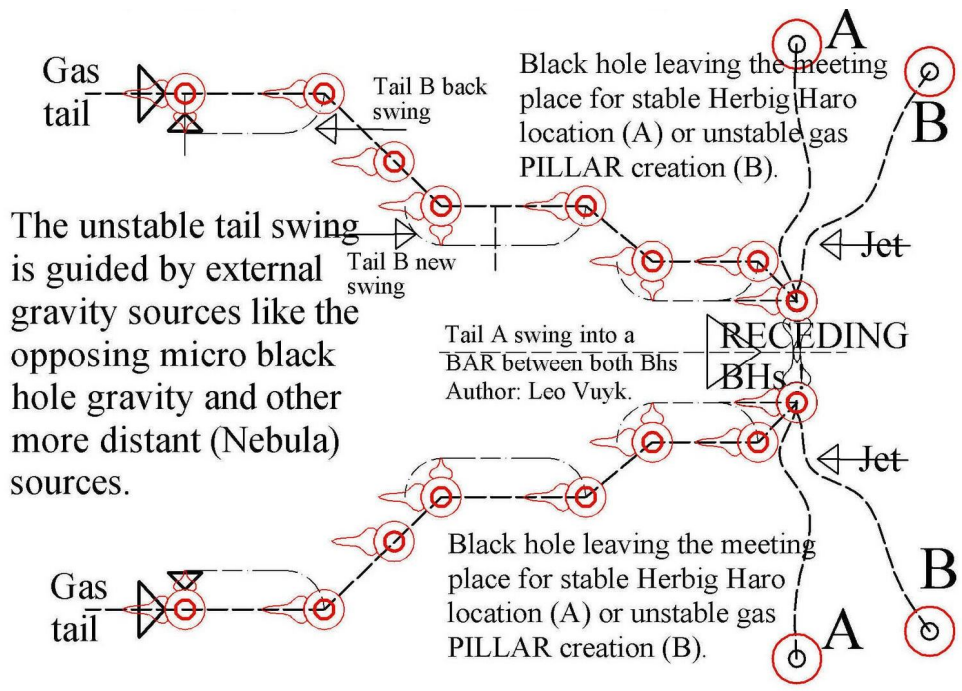 A
Gas
tail
Tail B back
swing
Black hole leaving the meeting
place for stable Herbig Haro
location (A) or unstable gas
PILLAR creation (B).
B
The unstable tail swing
is guided by external
gravity sources like the
opposing micro black
hole gravity and other
more distant (Nebula)
sources.
Tail B new
swing
Jet
Tail A swing into a
BAR between both Bhs
Author: Leo Vuyk.
RECEDING
BHs !
Jet
Black hole leaving the meeting
place for stable Herbig Haro
location (A) or unstable gas
PILLAR creation (B).
Gas
tail
B
A